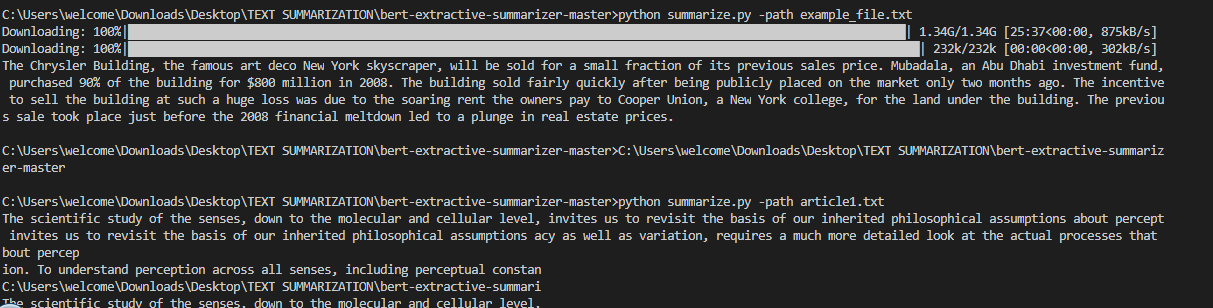 C:\Users\welcome\Downloads\Desktop\TEXT SUMMARIZATION\bert-extractive-summarizer-master>python summarize.py -path example_file.txt
Downloading: 100%| | 1.34G/1.34G [25:37<00:00, 875kB/s]
Downloading: 100%| | 232k/232k [00:00<00:00, 302kB/s]
The Chrysler Building, the famous art deco New York skyscraper, will be sold for a small fraction of its previous sales price. Mubadala, an Abu Dhabi investment fund,
purchased 90% of the building for $800 million in 2008. The building sold fairly quickly after being publicly placed on the market only two months ago. The incentive
to sell the building at such a huge loss was due to the soaring rent the owners pay to Cooper Union, a New York college, for the land under the building. The previou
s sale took place just before the 2008 financial meltdown led to a plunge in real estate prices.
C:\Users\welcome\Downloads\Desktop\TEXT SUMMARIZATION\bert-extractive-summarizer-master>C:\Users\welcome\Downloads\Desktop\TEXT SUMMARIZATION\bert-extractive-summariz
er-master
C:\Users\welcome\Downloads\Desktop\TEXT SUMMARIZATION\bert-extractive-summarizer-master>python summarize.py -path article1.txt
The scientific study of the senses, down to the molecular and cellular level, invites us to revisit the basis of our inherited philosophical assumptions about percept
invites us to revisit the basis of our inherited philosophical assumptions acy as well as variation, requires a much more detailed look at the actual processes that
bout percep
ion. To understand perception across all senses, including perceptual constan
C:\Users\welcome\Downloads\Desktop\TEXT SUMMARIZATION\bert-extractive-summari
The scientific study of the senses, down to the molecular and cellular level,